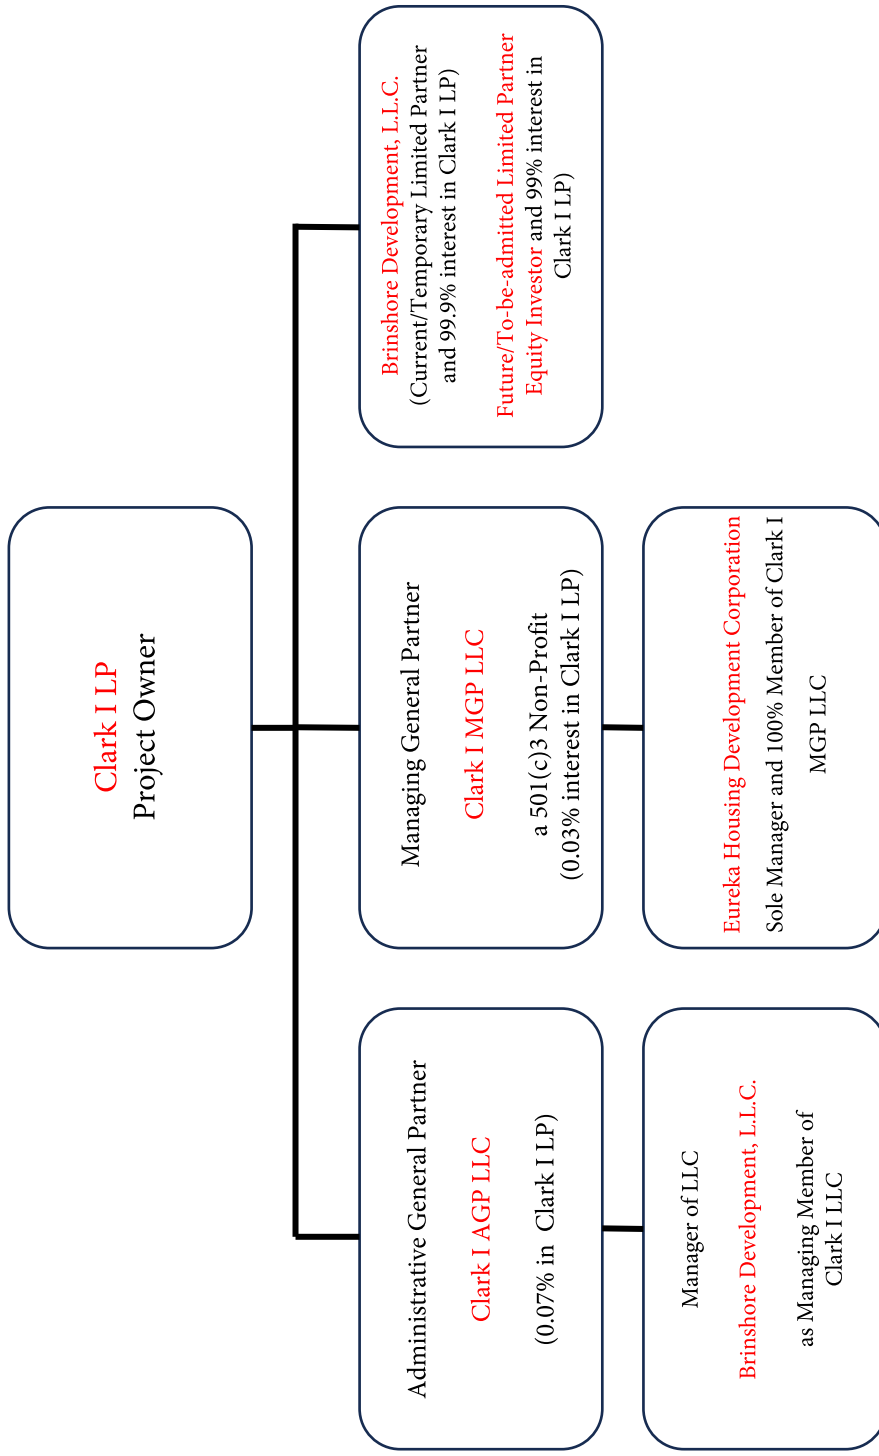 Clark I LP
Project Owner
Administrative General Partner
Clark I AGP LLC
(0.07% in Clark I LP)
Managing General Partner
Clark I MGP LLC
a 501(c)3 Non-Profit
(0.03% interest in Clark I LP)
Brinshore Development, L.L.C.
(Current/Temporary Limited Partner
and 99.9% interest in Clark I LP)
Future/To-be-admitted Limited Partner
Equity Investor and 99% interest in
Clark I LP)
Manager of LLC
Brinshore Development, L.L.C.
as Managing Member of
Clark I LLC
Eureka Housing Development Corporation
Sole Manager and 100% Member of Clark I
MGP LLC